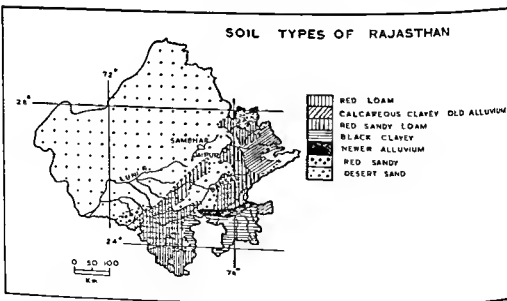 SOIL TYPES OF RAJASTHAN
72°
28°
SAMBHAR
JAIPUR
LUNI R.
24°
76°
0 50 100
Km
RED LOAM
CALCAREOUS CLAYEY OLD ALLUVIUM
RED SANDY LOAM
BLACK CLAYEY
NEWER ALLUVIUM
RED SANDY
DESERT SAND